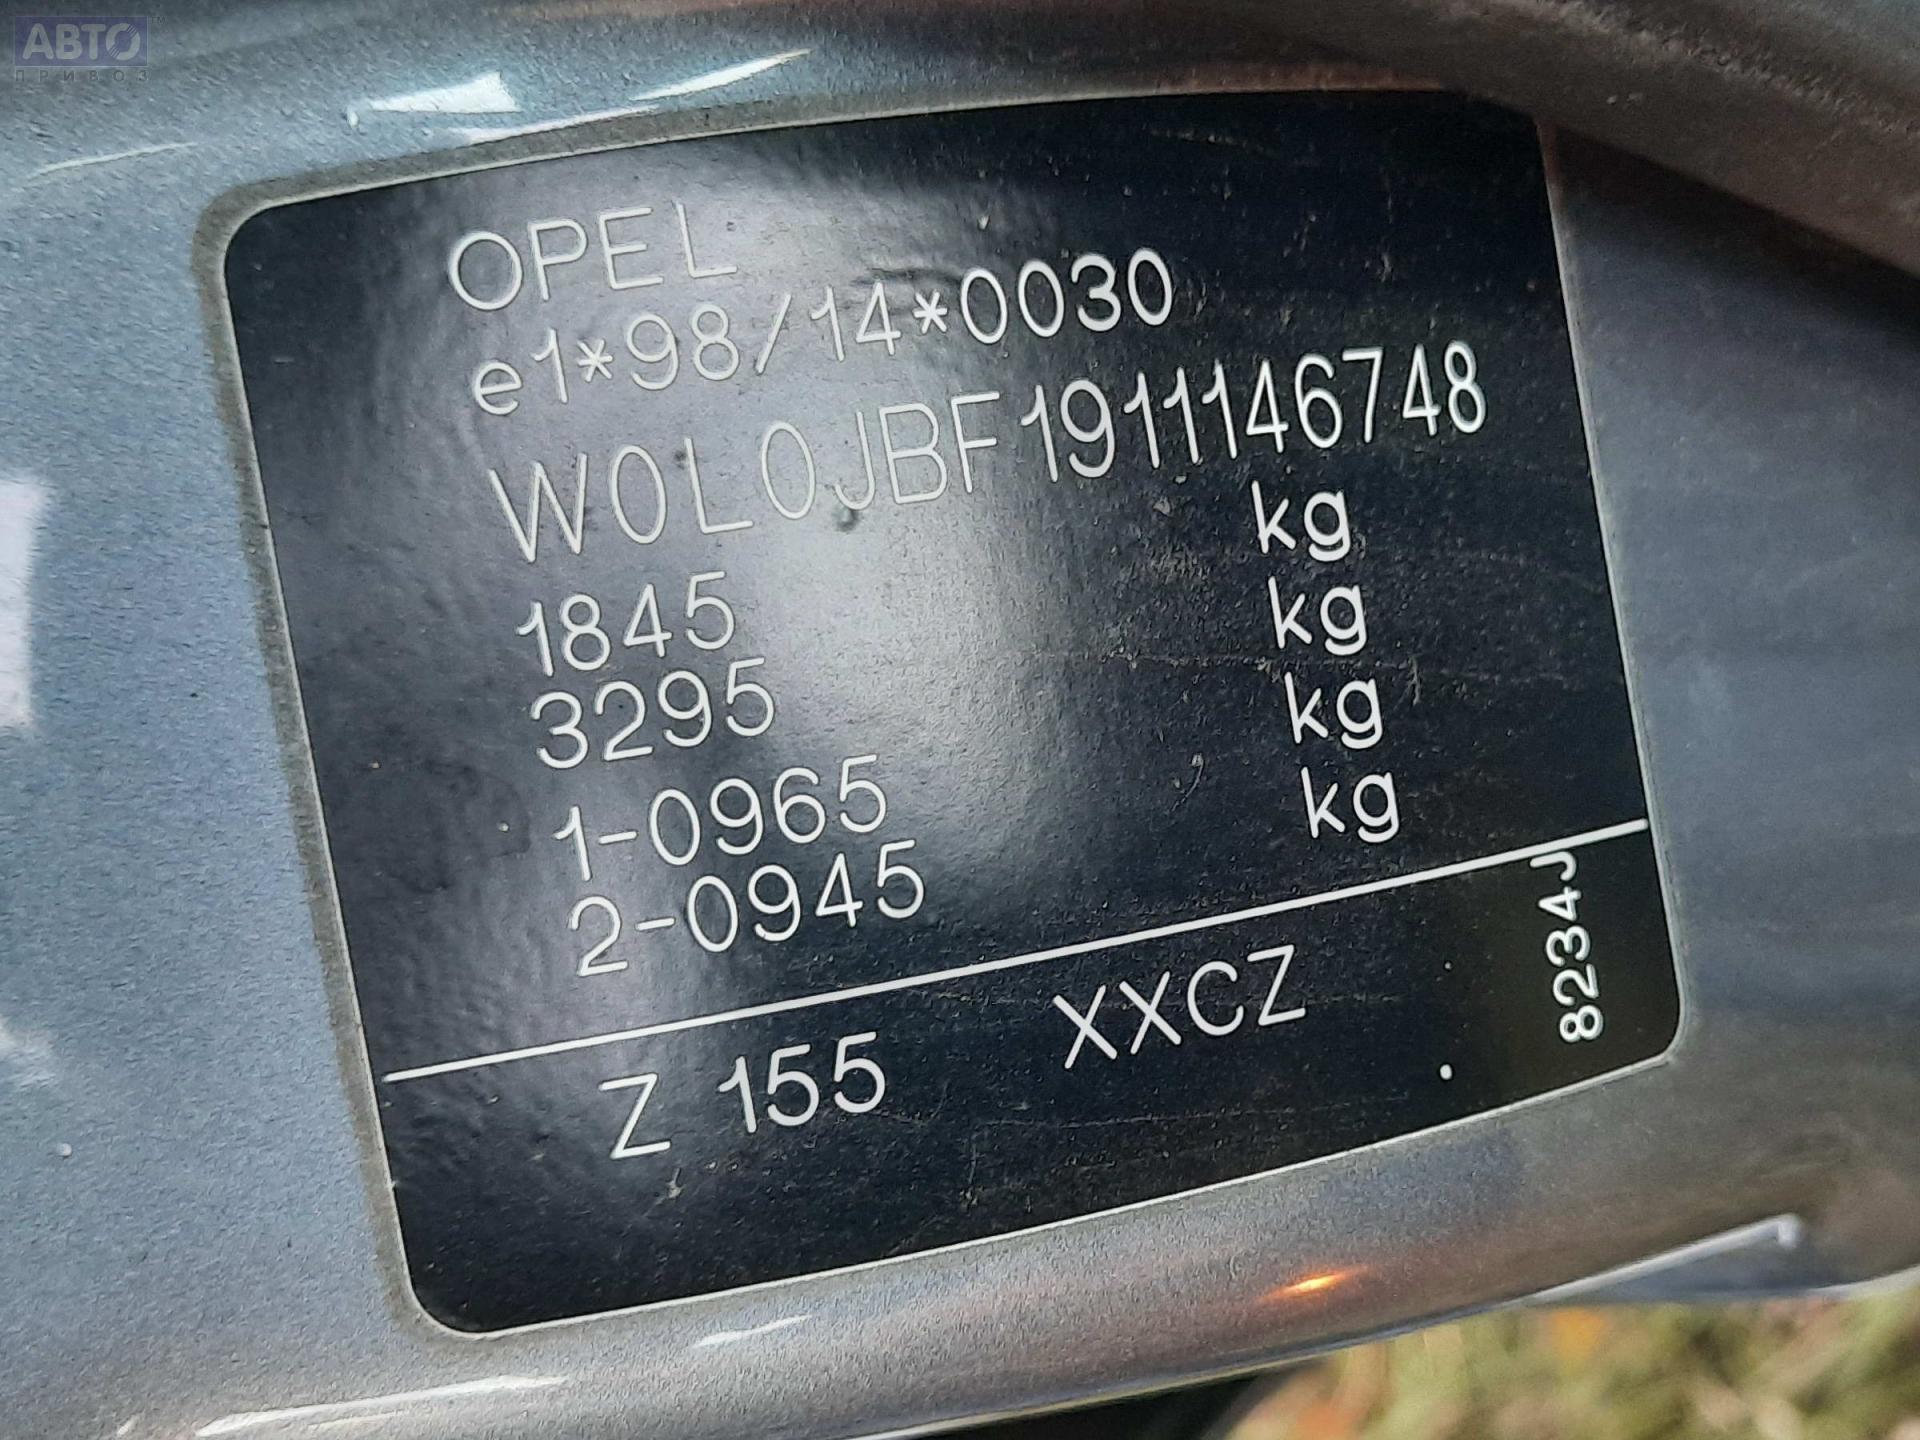 АВТО
ПРИВОЗ
OPEL
e1*98/14*0030
W0L0JBF1911146748
1845 kg
3295 kg
1-0965 kg
2-0945 kg
Z 155 XXCZ
8234J